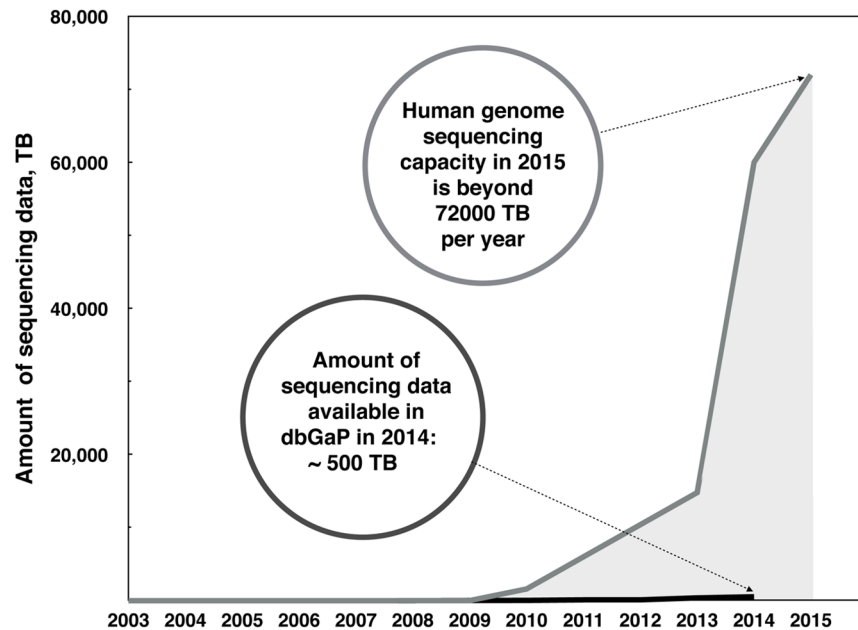 80,000
60,000
40,000
20,000
Amount of sequencing data, TB
Human genome
sequencing
capacity in 2015
is beyond
72000 TB
per year
Amount of
sequencing data
available in
dbGaP in 2014:
~ 500 TB
2003 2004 2005 2006 2007 2008 2009 2010 2011 2012 2013 2014 2015